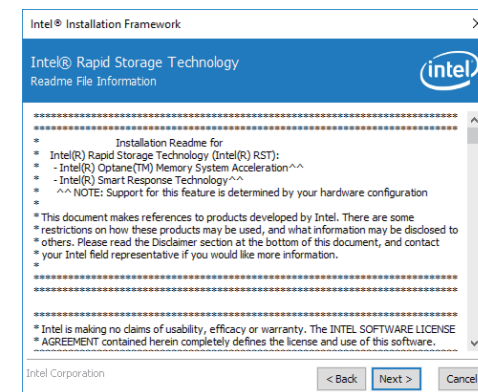 Intel® Installation Framework
Intel® Rapid Storage Technology
Readme File Information
intel
*******************************************************************************
*******************************************************************************
* Installation Readme for
* Intel(R) Rapid Storage Technology (Intel(R) RST):
* - Intel(R) Optane(TM) Memory System Acceleration^^
* - Intel(R) Smart Response Technology^^
* ^^ NOTE: Support for this feature is determined by your hardware configuration
*
* This document makes references to products developed by Intel. There are some
* restrictions on how these products may be used, and what information may be disclosed to
* others. Please read the Disclaimer section at the bottom of this document, and contact
* your Intel field representative if you would like more information.
*
*******************************************************************************
*******************************************************************************
*******************************************************************************
* Intel is making no claims of usability, efficacy or warranty. The INTEL SOFTWARE LICENSE
* AGREEMENT contained herein completely defines the license and use of this software.
*******************************************************************************
Intel Corporation
< Back
Next >
Cancel